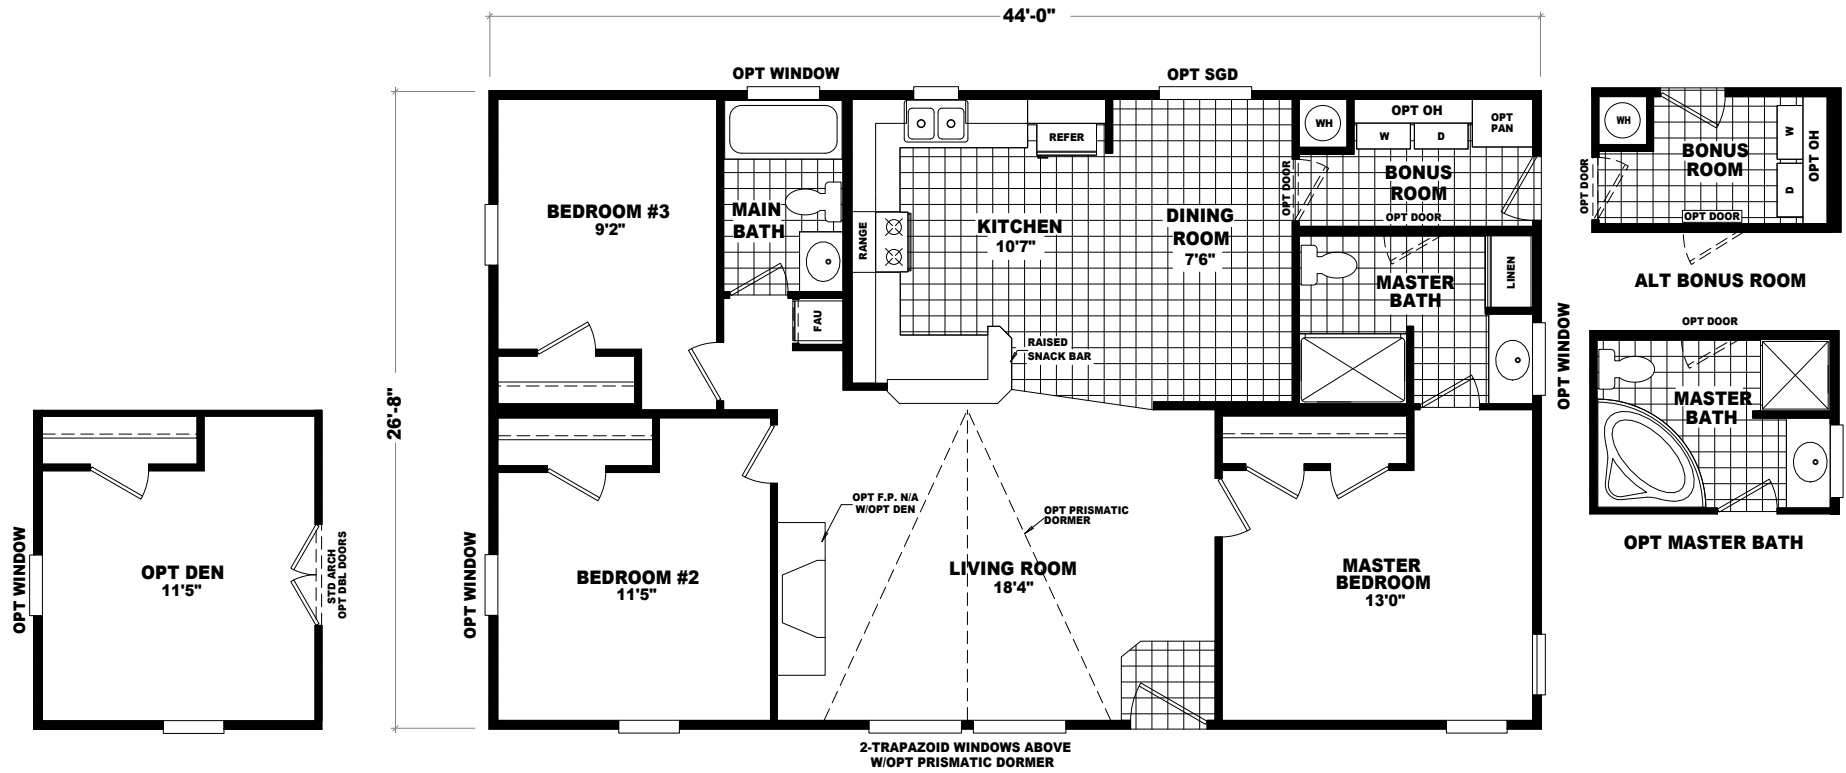 44'-0"
OPT WINDOW
OPT SGD
26'-8"
BEDROOM #3
9'2"
MAIN
BATH
FAU
RANGE
REFER
KITCHEN
10'7"
DINING
ROOM
7'6"
RAISED
SNACK BAR
WH
OPT OH
W
D
OPT
PAN
OPT DOOR
BONUS
ROOM
OPT DOOR
MASTER
BATH
LINEN
OPT WINDOW
OPT WINDOW
BEDROOM #2
11'5"
OPT F.P. N/A
W/OPT DEN
OPT PRISMATIC
DORMER
LIVING ROOM
18'4"
MASTER
BEDROOM
13'0"
2-TRAPAZOID WINDOWS ABOVE
W/OPT PRISMATIC DORMER
OPT WINDOW
OPT DEN
11'5"
STD ARCH
OPT DBL DOORS
WH
BONUS
ROOM
W
D
OPT OH
OPT DOOR
OPT DOOR
ALT BONUS ROOM
OPT DOOR
MASTER
BATH
OPT MASTER BATH